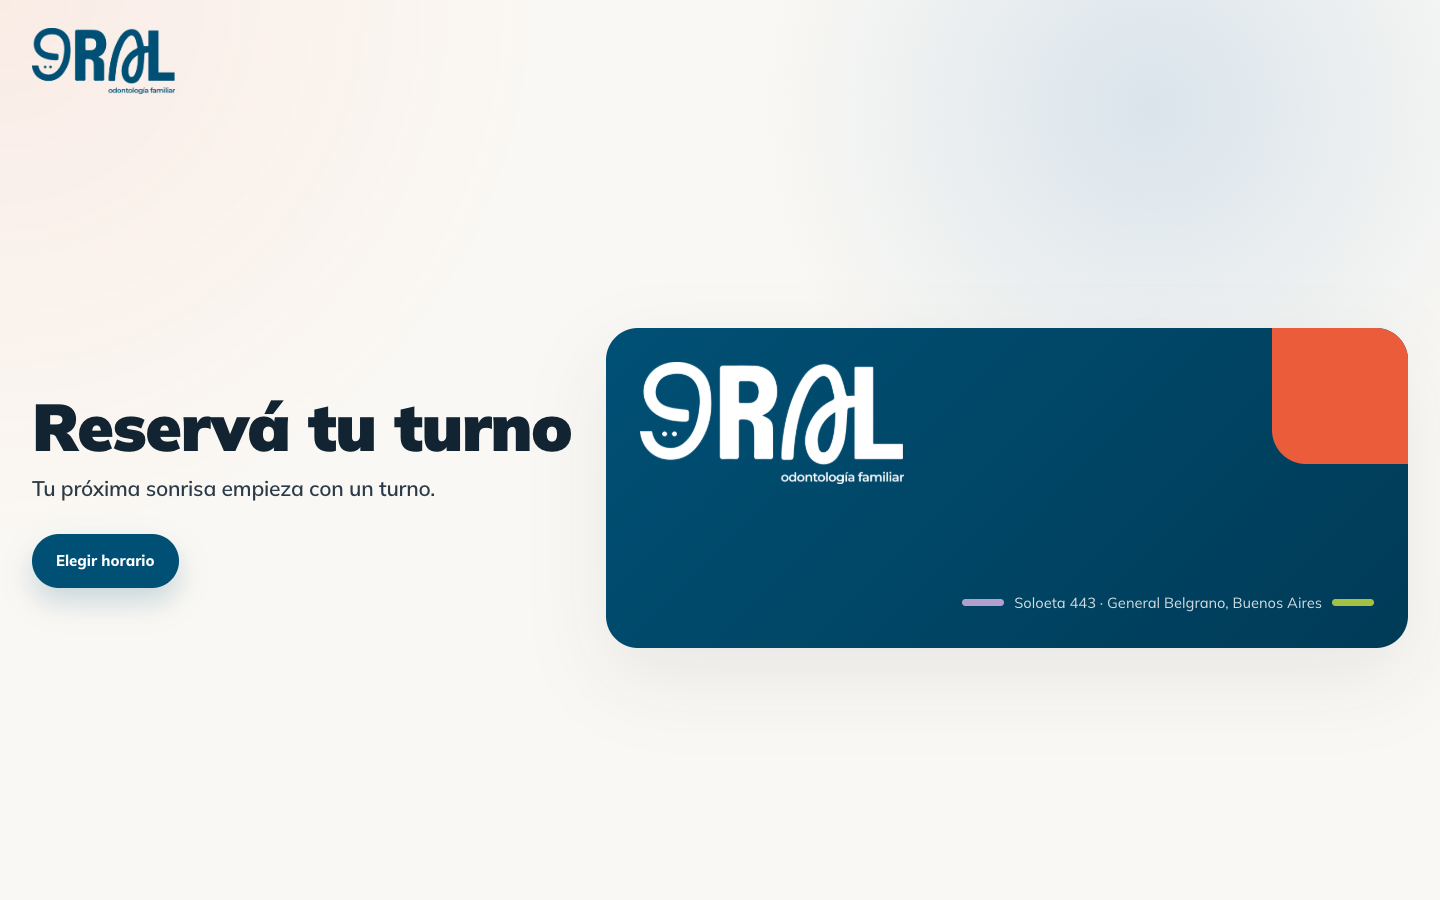 ORAL
odontología familiar
Reservá tu turno
Tu próxima sonrisa empieza con un turno.
Elegir horario
ORAL
odontología familiar
Soloeta 443 · General Belgrano, Buenos Aires